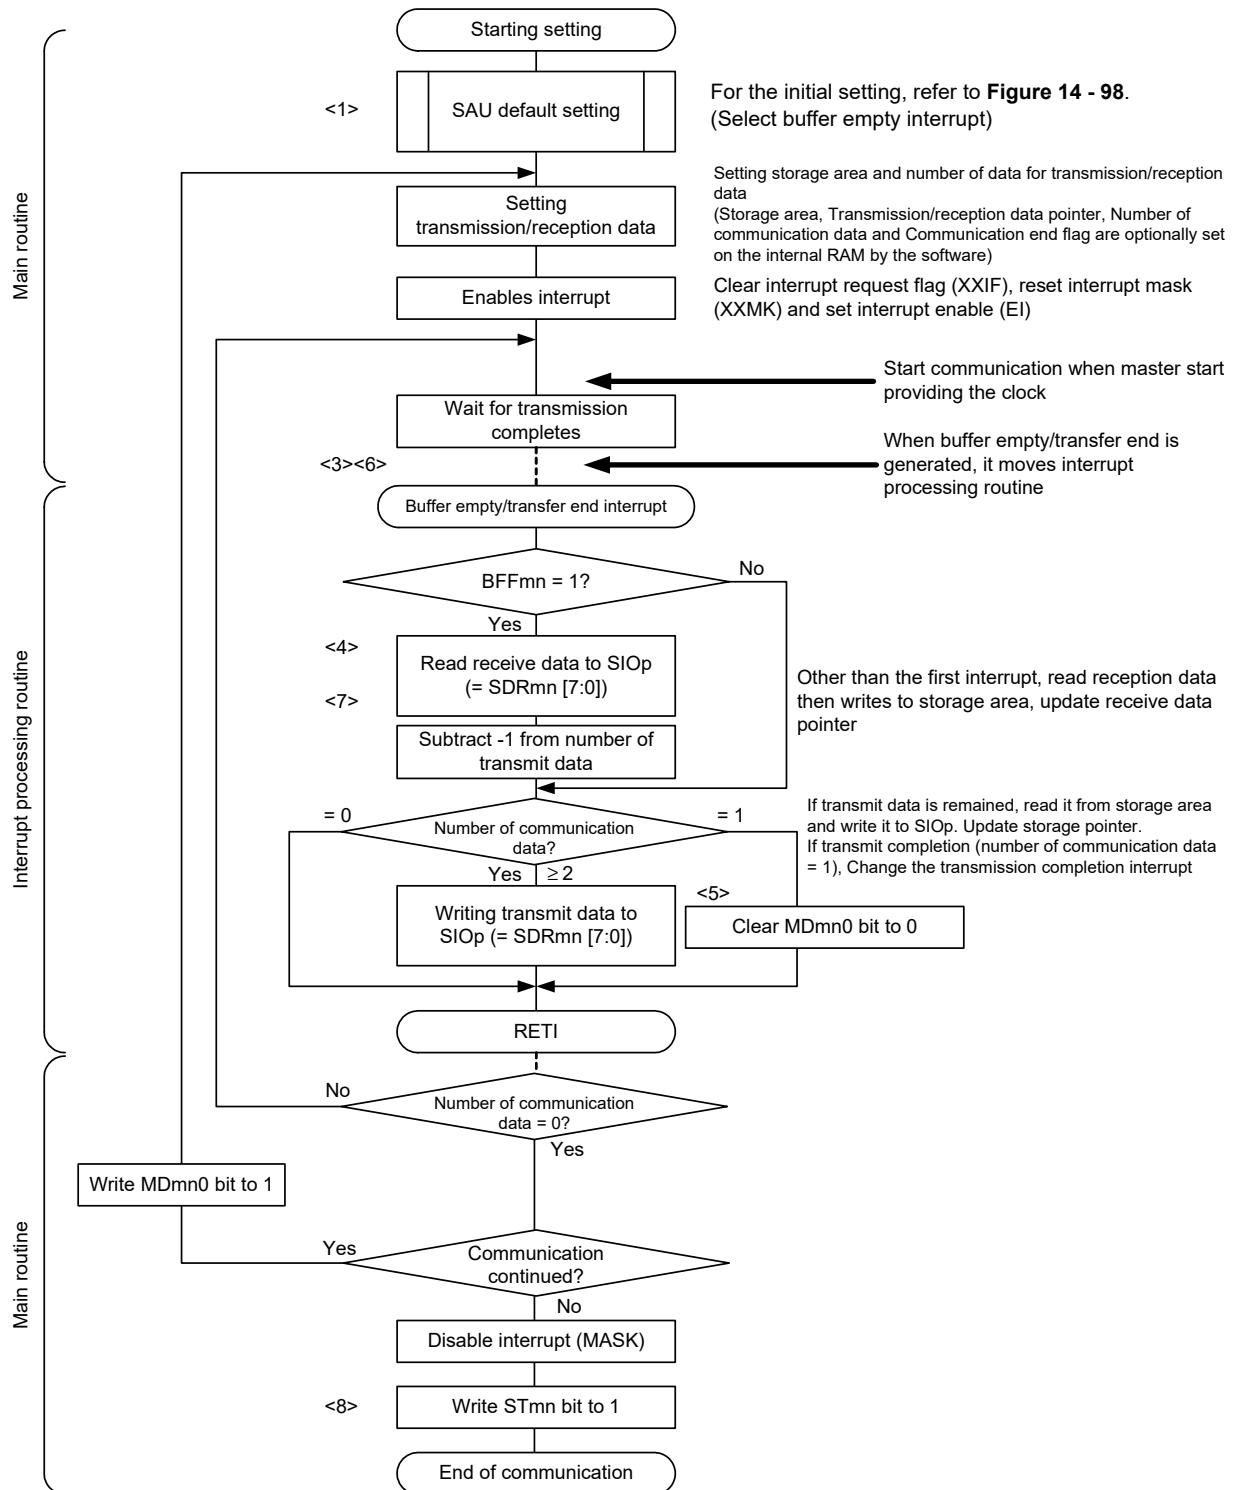 Starting setting
<1>
SAU default setting
For the initial setting, refer to Figure 14 - 98.
(Select buffer empty interrupt)
Main routine
Setting
transmission/reception data
Setting storage area and number of data for transmission/reception
data
(Storage area, Transmission/reception data pointer, Number of
communication data and Communication end flag are optionally set
on the internal RAM by the software)
Enables interrupt
Clear interrupt request flag (XXIF), reset interrupt mask
(XXMK) and set interrupt enable (EI)
Start communication when master start
providing the clock
Wait for transmission
completes
<3><6>
When buffer empty/transfer end is
generated, it moves interrupt
processing routine
Interrupt processing routine
Buffer empty/transfer end interrupt
BFFmn = 1?
No
Yes
<4>
Read receive data to SIOp
(= SDRmn [7:0])
<7>
Other than the first interrupt, read reception data
then writes to storage area, update receive data
pointer
Subtract -1 from number of
transmit data
= 0
Number of communication
data?
= 1
If transmit data is remained, read it from storage area
and write it to SIOp. Update storage pointer.
If transmit completion (number of communication data
= 1), Change the transmission completion interrupt
Yes ≥ 2
<5>
Writing transmit data to
SIOp (= SDRmn [7:0])
Clear MDmn0 bit to 0
RETI
Main routine
No
Number of communication
data = 0?
Yes
Write MDmn0 bit to 1
Yes
Communication
continued?
No
Disable interrupt (MASK)
<8>
Write STmn bit to 1
End of communication